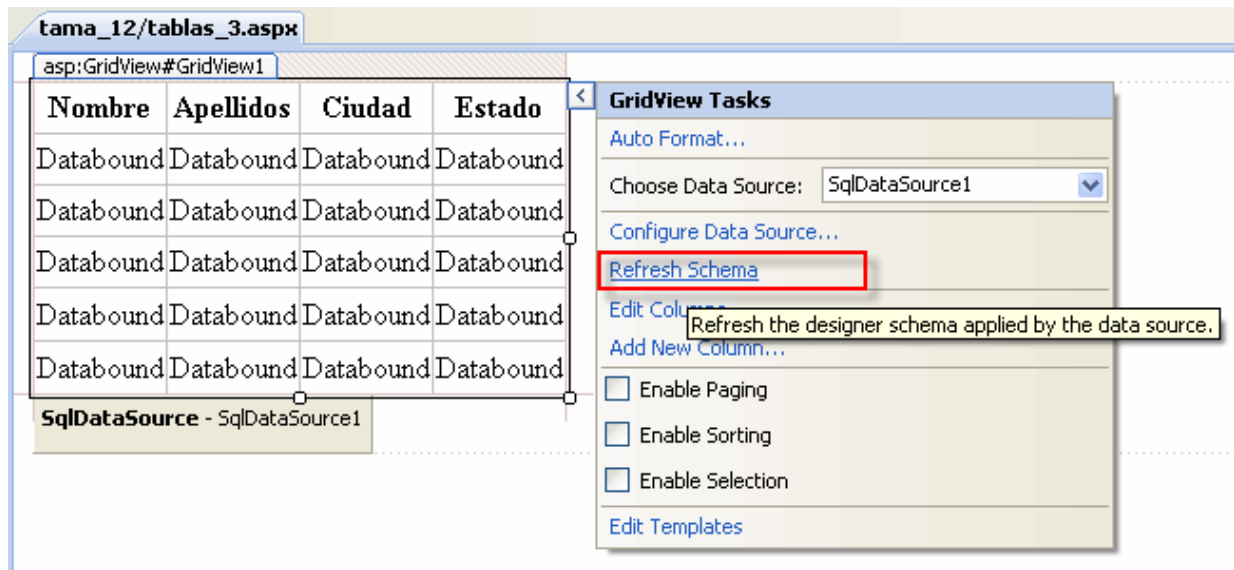 tama_12/tablas_3.aspx
asp:GridView#GridView1
Nombre Apellidos Ciudad Estado
Databound Databound Databound Databound
Databound Databound Databound Databound
Databound Databound Databound Databound
Databound Databound Databound Databound
Databound Databound Databound Databound
SqlDataSource - SqlDataSource1
GridView Tasks
Auto Format...
Choose Data Source: SqlDataSource1
Configure Data Source...
Refresh Schema
Edit
Refresh the designer schema applied by the data source.
Add New Column...
Enable Paging
Enable Sorting
Enable Selection
Edit Templates